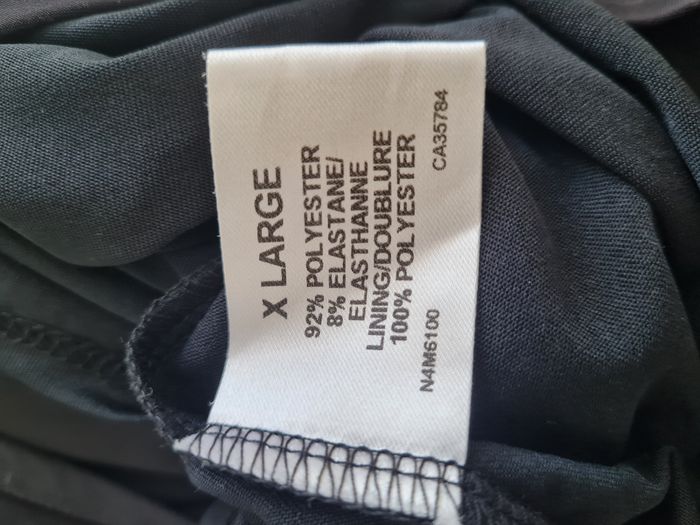 X LARGE
92% POLYESTER
8% ELASTANE/
ELASTHANNE
LINING/DOUBLURE
100% POLYESTER
N4M6100
CA35784